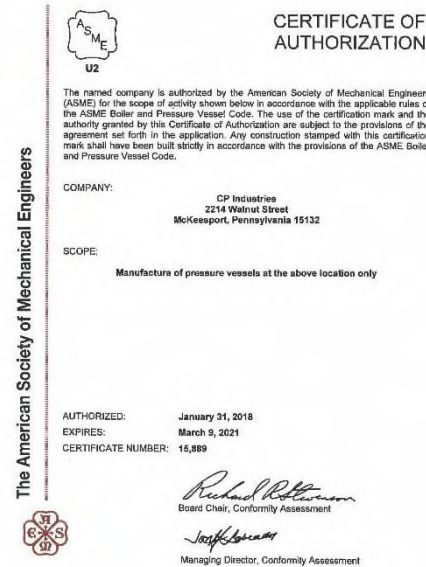 ASME
U2
CERTIFICATE OF
AUTHORIZATION
The named company is authorized by the American Society of Mechanical Engineer
(ASME) for the scope of activity shown below in accordance with the applicable rules o
the ASME Boiler and Pressure Vessel Code. The use of the certification mark and th
authority granted by this Certificate of Authorization are subject to the provisions of the
agreement set forth in the application. Any construction stamped with this certification
mark shall have been built strictly in accordance with the provisions of the ASME Boile
and Pressure Vessel Code.
COMPANY:
CP Industries
2214 Walnut Street
McKeesport, Pennsylvania 15132
SCOPE:
Manufacture of pressure vessels at the above location only
AUTHORIZED: January 31, 2018
EXPIRES: March 9, 2021
CERTIFICATE NUMBER: 15,889
Board Chair, Conformity Assessment
Managing Director, Conformity Assessment
The American Society of Mechanical Engineers
ASME